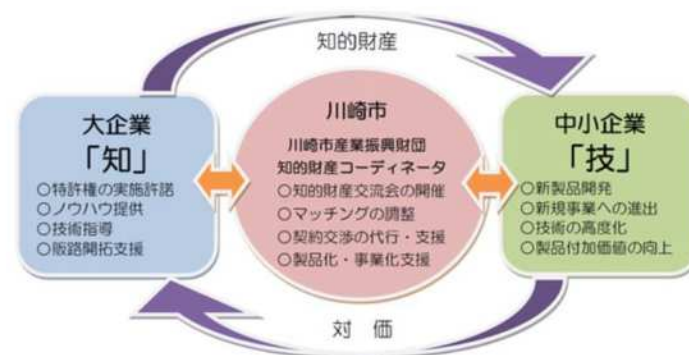 知的財産
大企業
「知」
○特許権の実施許諾
○ノウハウ提供
○技術指導
○販路開拓支援
川崎市
川崎市産業振興財団
知的財産コーディネータ
○知的財産交流会の開催
○マッチングの調整
○契約交渉の代行・支援
○製品化・事業化支援
中小企業
「技」
○新製品開発
○新規事業への進出
○技術の高度化
○製品付加価値の向上
対 価